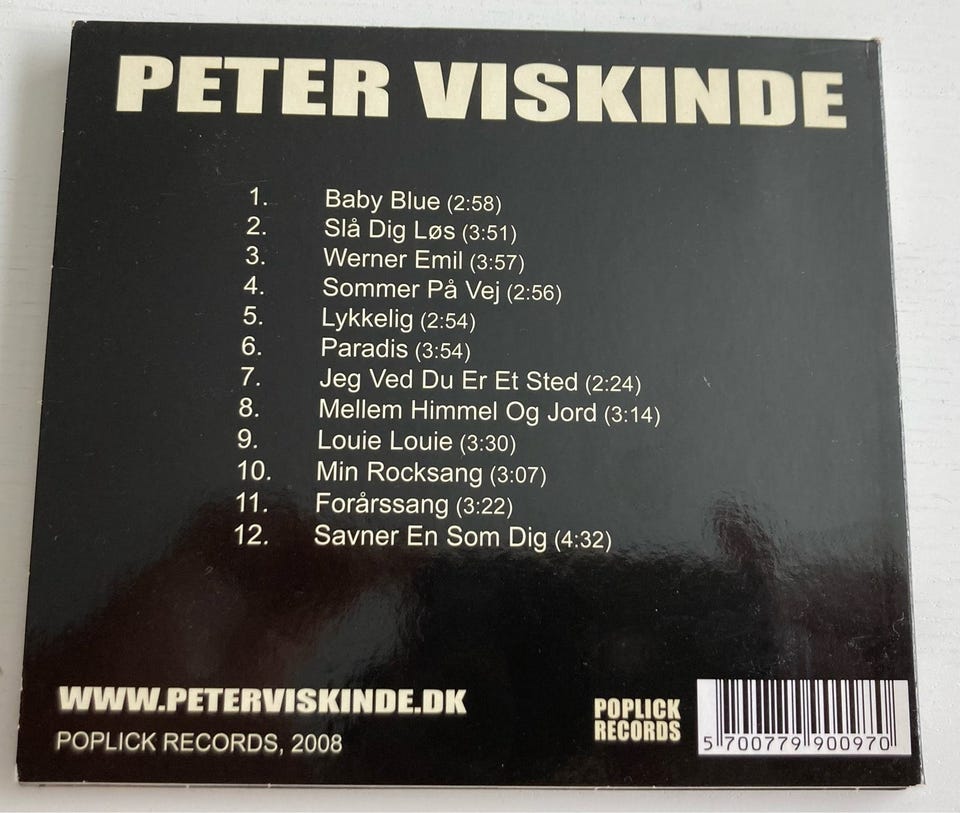 PETER VISKINDE
1. Baby Blue (2:58)
2. Slå Dig Løs (3:51)
3. Werner Emil (3:57)
4. Sommer På Vej (2:56)
5. Lykkelig (2:54)
6. Paradis (3:54)
7. Jeg Ved Du Er Et Sted (2:24)
8. Mellem Himmel Og Jord (3:14)
9. Louie Louie (3:30)
10. Min Rocksang (3:07)
11. Forårssang (3:22)
12. Savner En Som Dig (4:32)
WWW.PETERVISKINDE.DK
POPLICK RECORDS, 2008
POPLICK
RECORDS
5 700779 900970